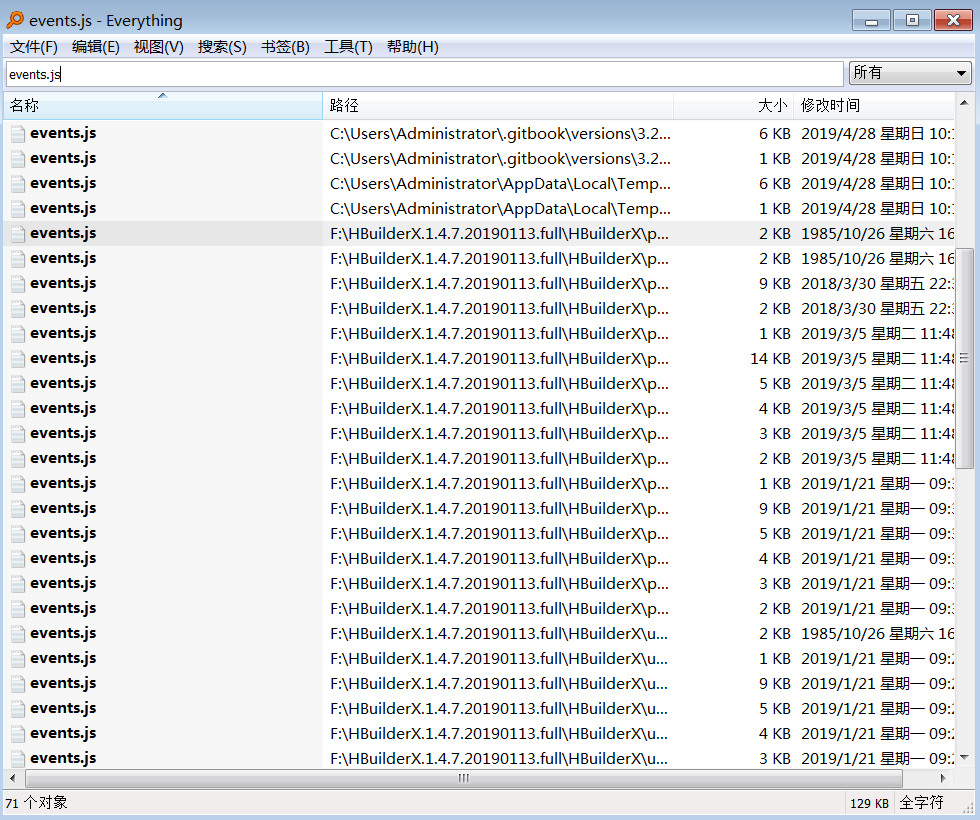 events.js - Everything
文件(F) 编辑(E) 视图(V) 搜索(S) 书签(B) 工具(T) 帮助(H)
events.js 所有
名称 路径 大小 修改时间
events.js C:\Users\Administrator\.gitbook\versions\3.2... 6 KB 2019/4/28 星期日 10:
events.js C:\Users\Administrator\.gitbook\versions\3.2... 1 KB 2019/4/28 星期日 10:
events.js C:\Users\Administrator\AppData\Local\Temp... 6 KB 2019/4/28 星期日 10:
events.js C:\Users\Administrator\AppData\Local\Temp... 1 KB 2019/4/28 星期日 10:
events.js F:\HBuilderX.1.4.7.20190113.full\HBuilderX\p... 2 KB 1985/10/26 星期六 16
events.js F:\HBuilderX.1.4.7.20190113.full\HBuilderX\p... 2 KB 1985/10/26 星期六 16
events.js F:\HBuilderX.1.4.7.20190113.full\HBuilderX\p... 9 KB 2018/3/30 星期五 22:
events.js F:\HBuilderX.1.4.7.20190113.full\HBuilderX\p... 2 KB 2018/3/30 星期五 22:
events.js F:\HBuilderX.1.4.7.20190113.full\HBuilderX\p... 1 KB 2019/3/5 星期二 11:48
events.js F:\HBuilderX.1.4.7.20190113.full\HBuilderX\p... 14 KB 2019/3/5 星期二 11:48
events.js F:\HBuilderX.1.4.7.20190113.full\HBuilderX\p... 5 KB 2019/3/5 星期二 11:48
events.js F:\HBuilderX.1.4.7.20190113.full\HBuilderX\p... 4 KB 2019/3/5 星期二 11:48
events.js F:\HBuilderX.1.4.7.20190113.full\HBuilderX\p... 3 KB 2019/3/5 星期二 11:48
events.js F:\HBuilderX.1.4.7.20190113.full\HBuilderX\p... 2 KB 2019/3/5 星期二 11:48
events.js F:\HBuilderX.1.4.7.20190113.full\HBuilderX\p... 1 KB 2019/1/21 星期一 09:
events.js F:\HBuilderX.1.4.7.20190113.full\HBuilderX\p... 9 KB 2019/1/21 星期一 09:
events.js F:\HBuilderX.1.4.7.20190113.full\HBuilderX\p... 5 KB 2019/1/21 星期一 09:
events.js F:\HBuilderX.1.4.7.20190113.full\HBuilderX\p... 4 KB 2019/1/21 星期一 09:
events.js F:\HBuilderX.1.4.7.20190113.full\HBuilderX\p... 3 KB 2019/1/21 星期一 09:
events.js F:\HBuilderX.1.4.7.20190113.full\HBuilderX\p... 2 KB 2019/1/21 星期一 09:
events.js F:\HBuilderX.1.4.7.20190113.full\HBuilderX\u... 2 KB 1985/10/26 星期六 16
events.js F:\HBuilderX.1.4.7.20190113.full\HBuilderX\u... 1 KB 2019/1/21 星期一 09:
events.js F:\HBuilderX.1.4.7.20190113.full\HBuilderX\u... 9 KB 2019/1/21 星期一 09:
events.js F:\HBuilderX.1.4.7.20190113.full\HBuilderX\u... 5 KB 2019/1/21 星期一 09:
events.js F:\HBuilderX.1.4.7.20190113.full\HBuilderX\u... 4 KB 2019/1/21 星期一 09:
events.js F:\HBuilderX.1.4.7.20190113.full\HBuilderX\u... 3 KB 2019/1/21 星期一 09:
71 个对象 129 KB 全字符